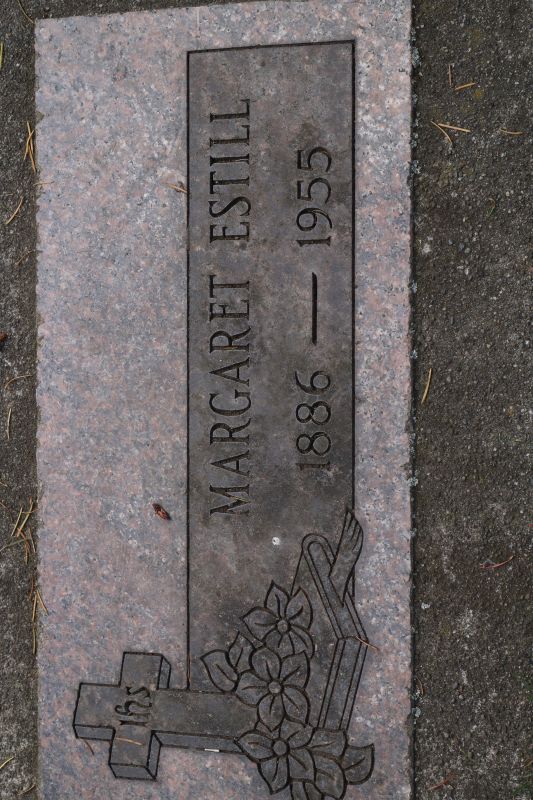 MARGARET ESTILL
1886 — 1955
ihs